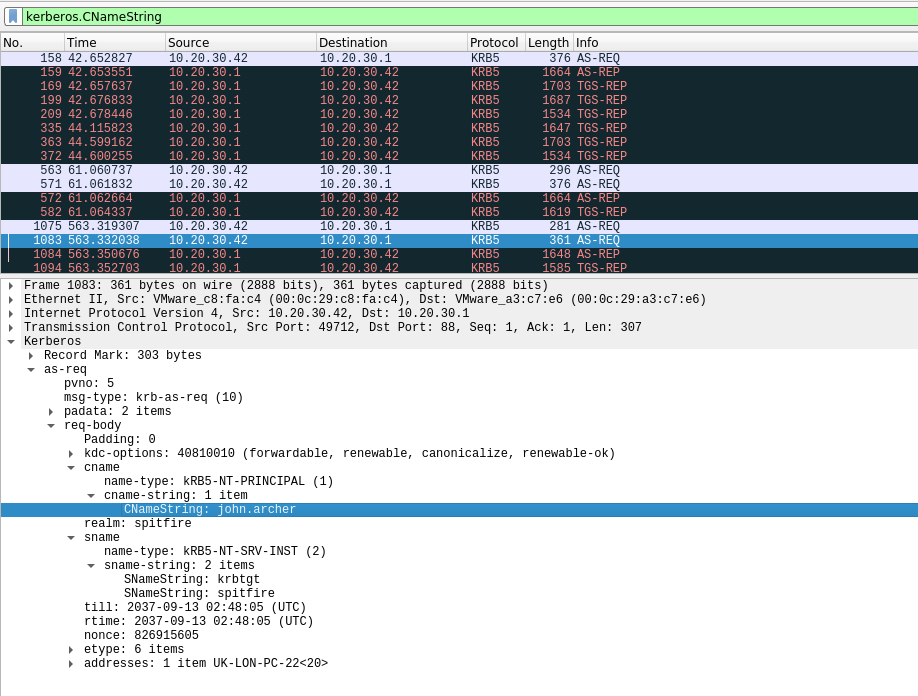 kerberos.CNameString
No. Time Source Destination Protocol Length Info
158 42.652827 10.20.30.42 10.20.30.1 KRB5 376 AS-REQ
159 42.653551 10.20.30.1 10.20.30.42 KRB5 1664 AS-REP
169 42.657637 10.20.30.1 10.20.30.42 KRB5 1703 TGS-REP
199 42.676833 10.20.30.1 10.20.30.42 KRB5 1687 TGS-REP
209 42.678446 10.20.30.1 10.20.30.42 KRB5 1534 TGS-REP
335 44.115823 10.20.30.1 10.20.30.42 KRB5 1647 TGS-REP
363 44.599162 10.20.30.1 10.20.30.42 KRB5 1703 TGS-REP
372 44.600255 10.20.30.1 10.20.30.42 KRB5 1534 TGS-REP
563 61.060737 10.20.30.42 10.20.30.1 KRB5 296 AS-REQ
571 61.061832 10.20.30.42 10.20.30.1 KRB5 376 AS-REQ
572 61.062664 10.20.30.1 10.20.30.42 KRB5 1664 AS-REP
582 61.064337 10.20.30.1 10.20.30.42 KRB5 1619 TGS-REP
1075 563.319307 10.20.30.42 10.20.30.1 KRB5 281 AS-REQ
1083 563.332038 10.20.30.42 10.20.30.1 KRB5 361 AS-REQ
1084 563.350676 10.20.30.1 10.20.30.42 KRB5 1648 AS-REP
1094 563.352703 10.20.30.1 10.20.30.42 KRB5 1585 TGS-REP
Frame 1083: 361 bytes on wire (2888 bits), 361 bytes captured (2888 bits)
Ethernet II, Src: VMware_c8:fa:c4 (00:0c:29:c8:fa:c4), Dst: VMware_a3:c7:e6 (00:0c:29:a3:c7:e6)
Internet Protocol Version 4, Src: 10.20.30.42, Dst: 10.20.30.1
Transmission Control Protocol, Src Port: 49712, Dst Port: 88, Seq: 1, Ack: 1, Len: 307
Kerberos
Record Mark: 303 bytes
as-req
pvno: 5
msg-type: krb-as-req (10)
padata: 2 items
req-body
Padding: 0
kdc-options: 40810010 (forwardable, renewable, canonicalize, renewable-ok)
cname
name-type: kRB5-NT-PRINCIPAL (1)
cname-string: 1 item
CNameString: john.archer
realm: spitfire
sname
name-type: kRB5-NT-SRV-INST (2)
sname-string: 2 items
SNameString: krbtgt
SNameString: spitfire
till: 2037-09-13 02:48:05 (UTC)
rtime: 2037-09-13 02:48:05 (UTC)
nonce: 826915605
etype: 6 items
addresses: 1 item UK-LON-PC-22<20>